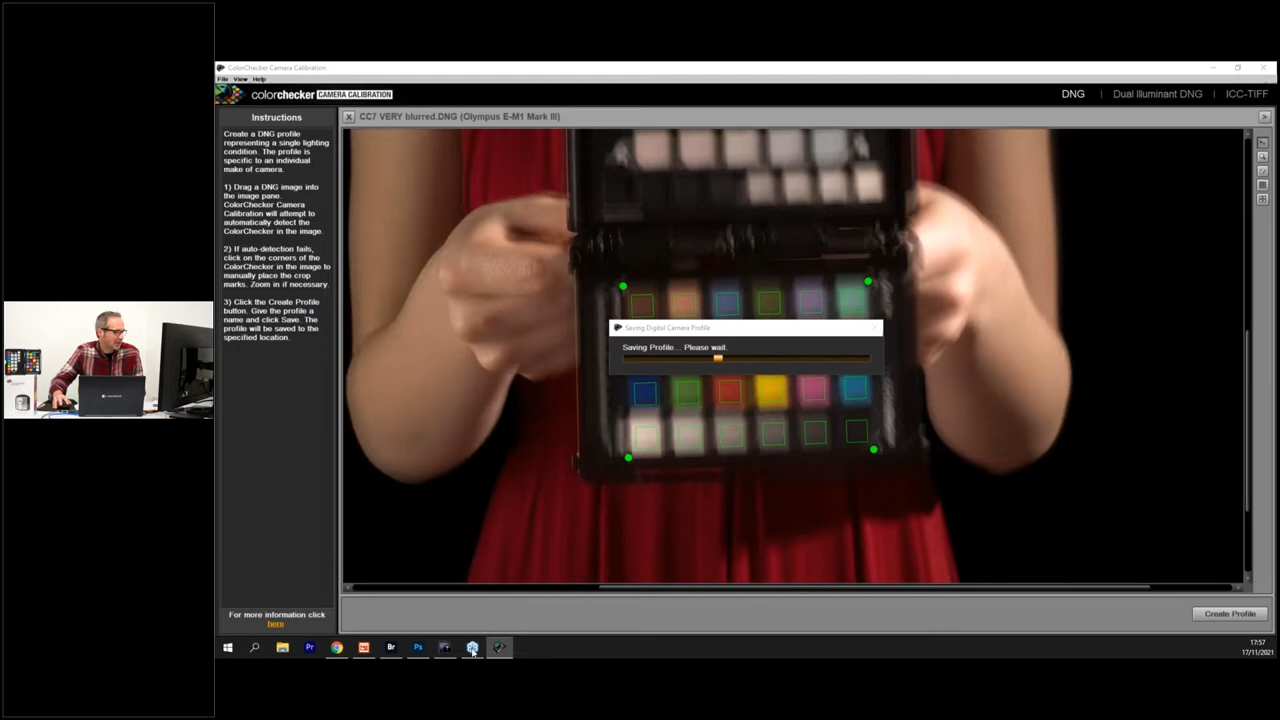 ColorChecker Camera Calibration
File View Help
colorchecker CAMERA CALIBRATION
DNG | Dual Illuminant DNG | ICC-TIFF
Instructions
Create a DNG profile
representing a single lighting
condition. The profile is
specific to an individual
make of camera.
1) Drag a DNG image into
the image pane.
ColorChecker Camera
Calibration will attempt to
automatically detect the
ColorChecker in the image.
2) If auto-detection fails,
click on the corners of the
ColorChecker in the image to
manually place the crop
marks. Zoom in if necessary.
3) Click the Create Profile
button. Give the profile a
name and click Save. The
profile will be saved to the
specified location.
For more information click
here
X CC7 VERY blurred.DNG (Olympus E-M1 Mark III)
Saving Digital Camera Profile
Saving Profile... Please wait.
Create Profile
Pr
Br
Ps
17:57
17/11/2021